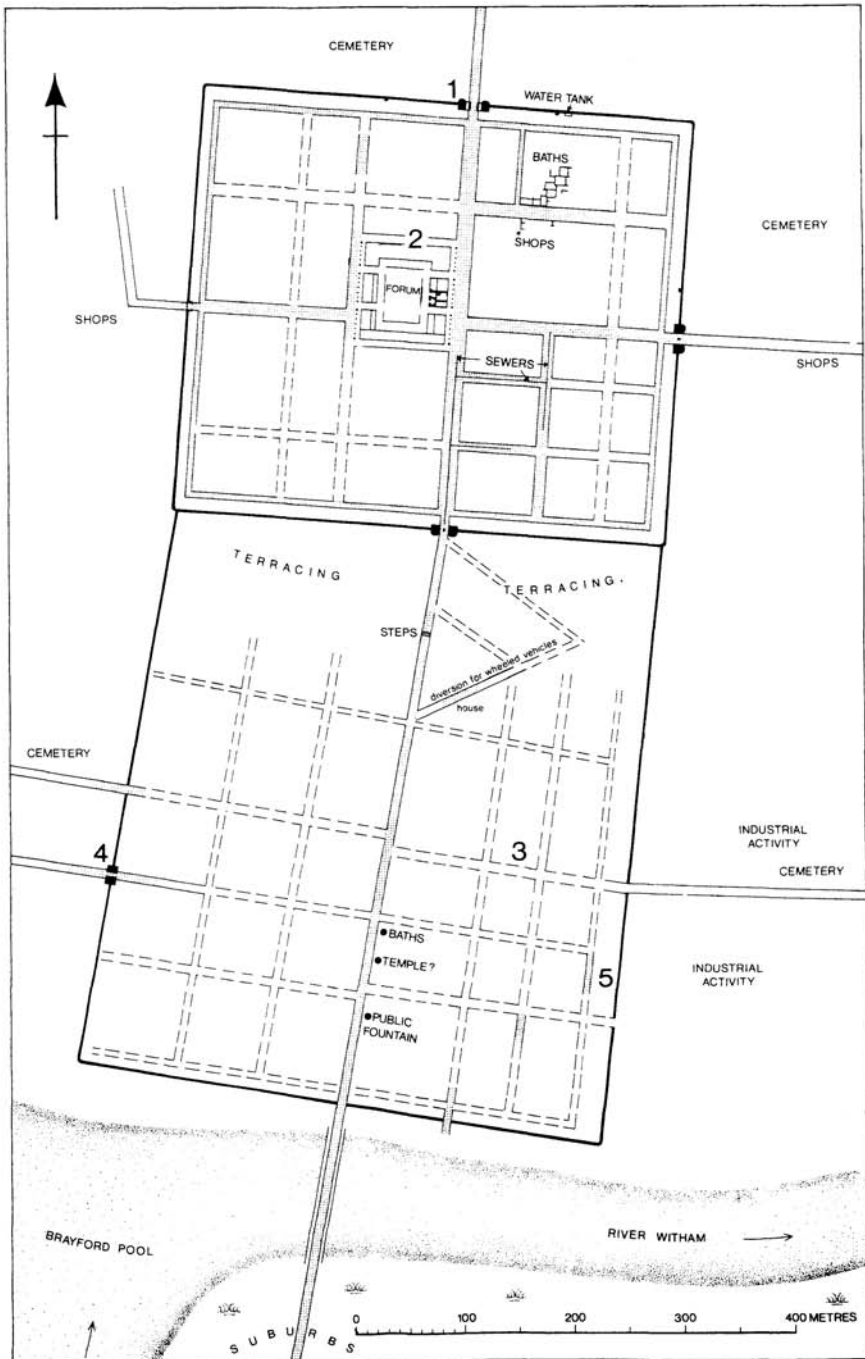 CEMETERY
1
WATER TANK
BATHS
CEMETERY
2
SHOPS
FORUM
SHOPS
SEWERS
SHOPS
TERRACING
TERRACING.
STEPS
diversion for wheeled vehicles
house
CEMETERY
INDUSTRIAL
ACTIVITY
4
3
CEMETERY
BATHS
TEMPLE?
5
INDUSTRIAL
ACTIVITY
PUBLIC
FOUNTAIN
RIVER WITHAM
BRAYFORD POOL
SUBURBS
0 100 200 300 400 METRES